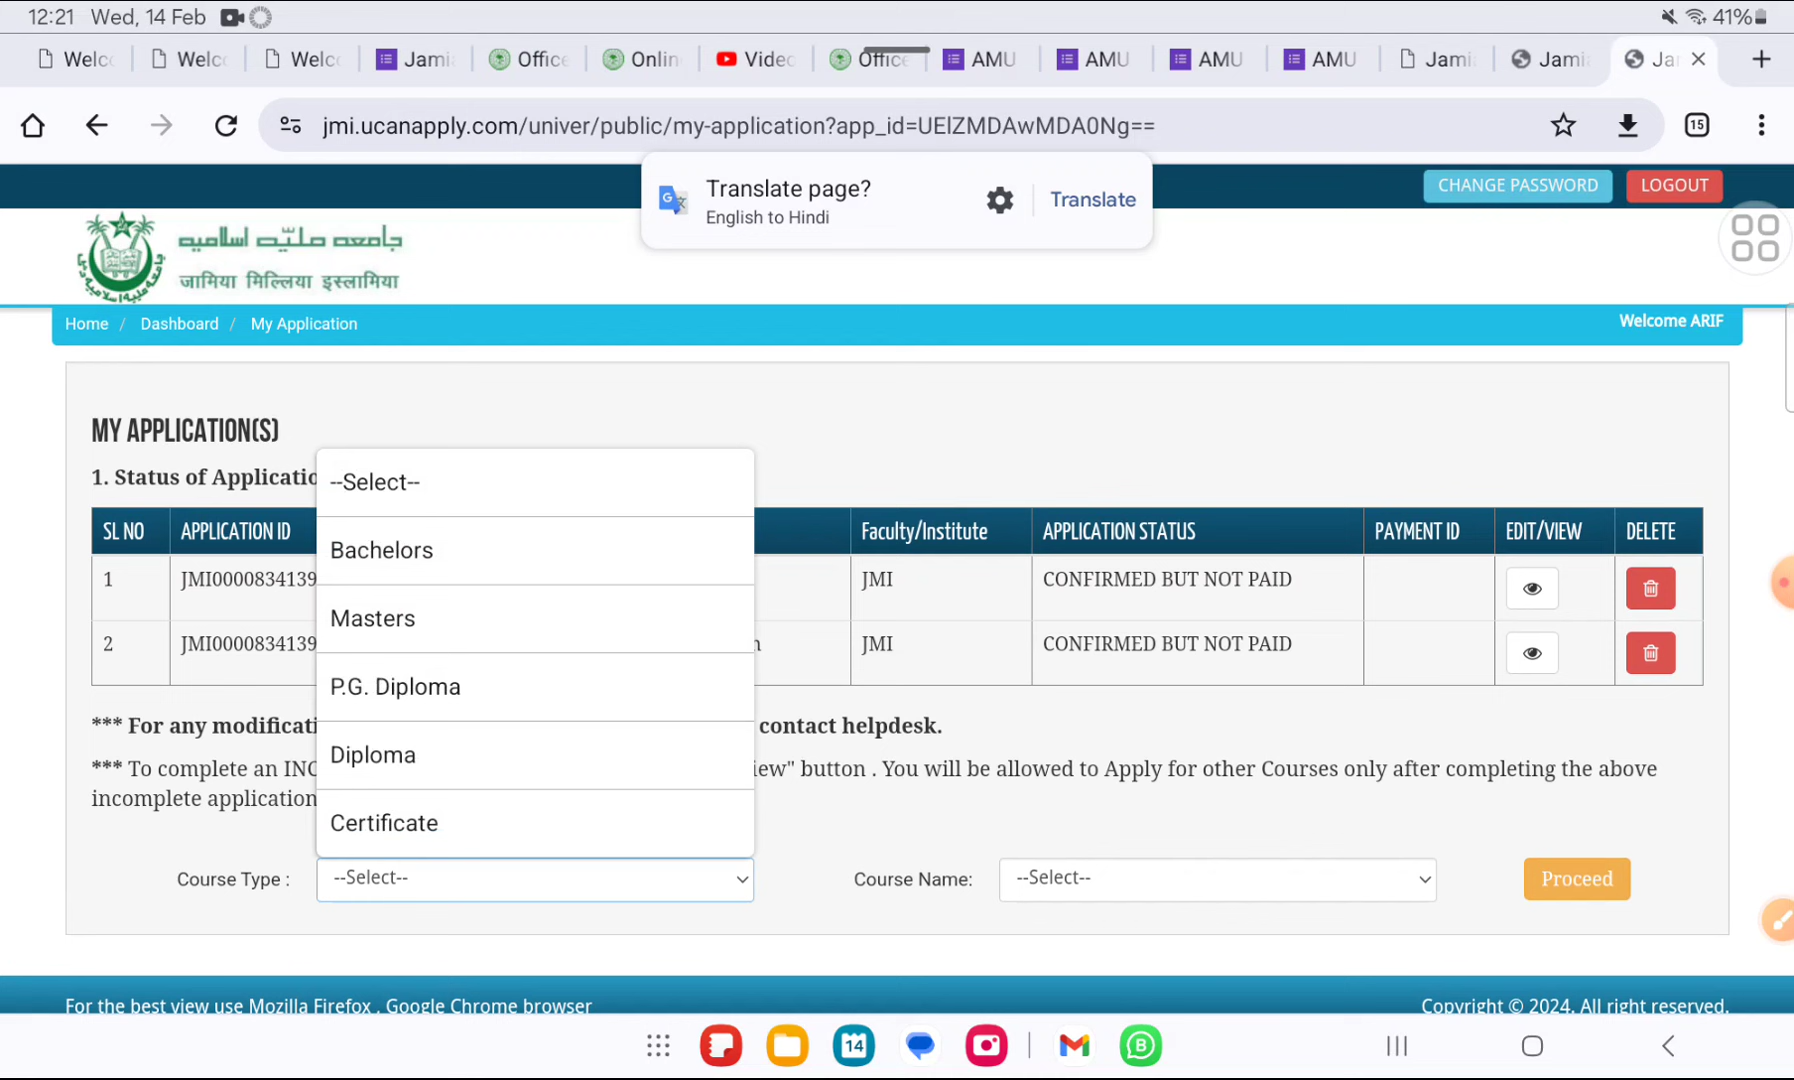 12:21 Wed, 14 Feb 41%
Welc Welc Welc Jami Office Onlin Video Office AMU AMU AMU AMU Jami Jami Ja
jmi.ucanapply.com/univer/public/my-application?app_id=UElZMDAwMDA0Ng== 15
Translate page?
English to Hindi
Translate
CHANGE PASSWORD LOGOUT
جامعہ ملیہ اسلامیہ
जामिया मिल्लिया इस्लामिया
Home / Dashboard / My Application Welcome ARIF
MY APPLICATION(S)
1. Status of Applicatio
SL NO APPLICATION ID Faculty/Institute APPLICATION STATUS PAYMENT ID EDIT/VIEW DELETE
1 JMI0000834139 JMI CONFIRMED BUT NOT PAID
2 JMI0000834139 JMI CONFIRMED BUT NOT PAID
*** For any modificati contact helpdesk.
*** To complete an INC iew" button . You will be allowed to Apply for other Courses only after completing the above
incomplete application
--Select--
Bachelors
Masters
P.G. Diploma
Diploma
Certificate
Course Type : --Select-- Course Name: --Select-- Proceed
For the best view use Mozilla Firefox , Google Chrome browser Copyright © 2024. All right reserved.
14